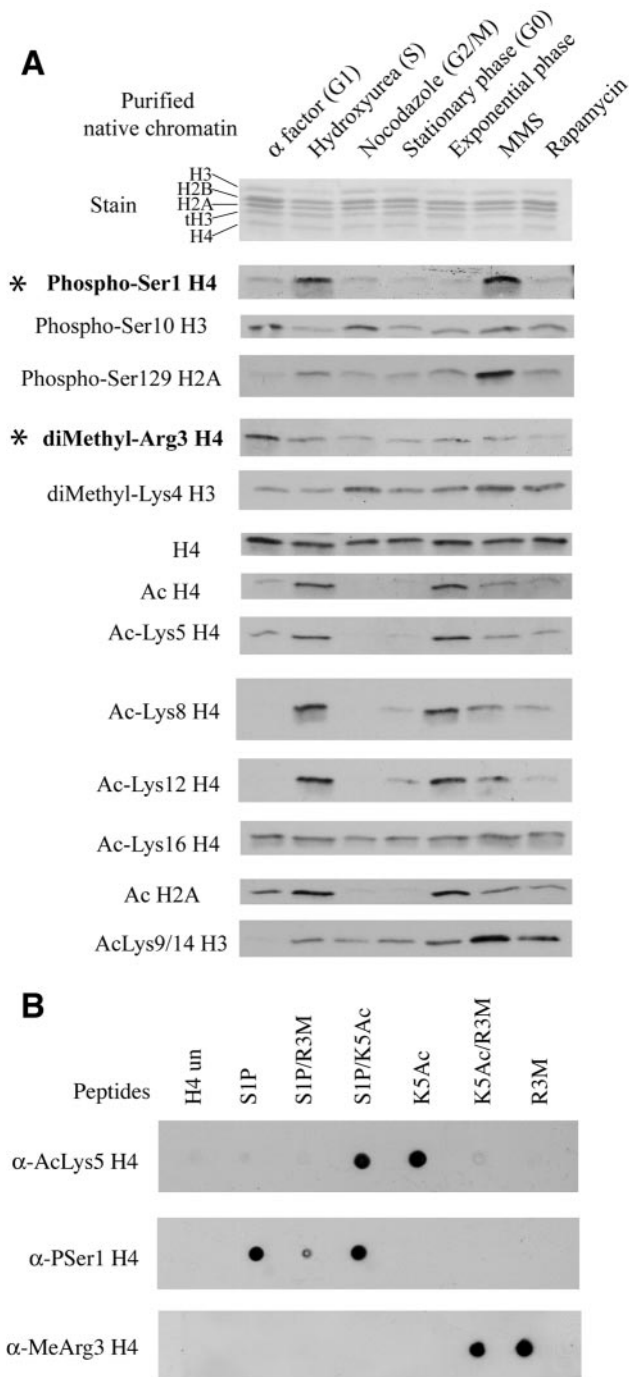 A
Purified
native chromatin
α factor (G1)
Hydroxyurea (S)
Nocodazole (G2/M)
Stationary phase (G0)
Exponential phase
MMS
Rapamycin
Stain
H3
H2B
H2A
tH3
H4
* Phospho-Ser1 H4
Phospho-Ser10 H3
Phospho-Ser129 H2A
* diMethyl-Arg3 H4
diMethyl-Lys4 H3
H4
Ac H4
Ac-Lys5 H4
Ac-Lys8 H4
Ac-Lys12 H4
Ac-Lys16 H4
Ac H2A
AcLys9/14 H3
B
Peptides
H4 un
S1P
S1P/R3M
S1P/K5Ac
K5Ac
K5Ac/R3M
R3M
α-AcLys5 H4
α-PSer1 H4
α-MeArg3 H4